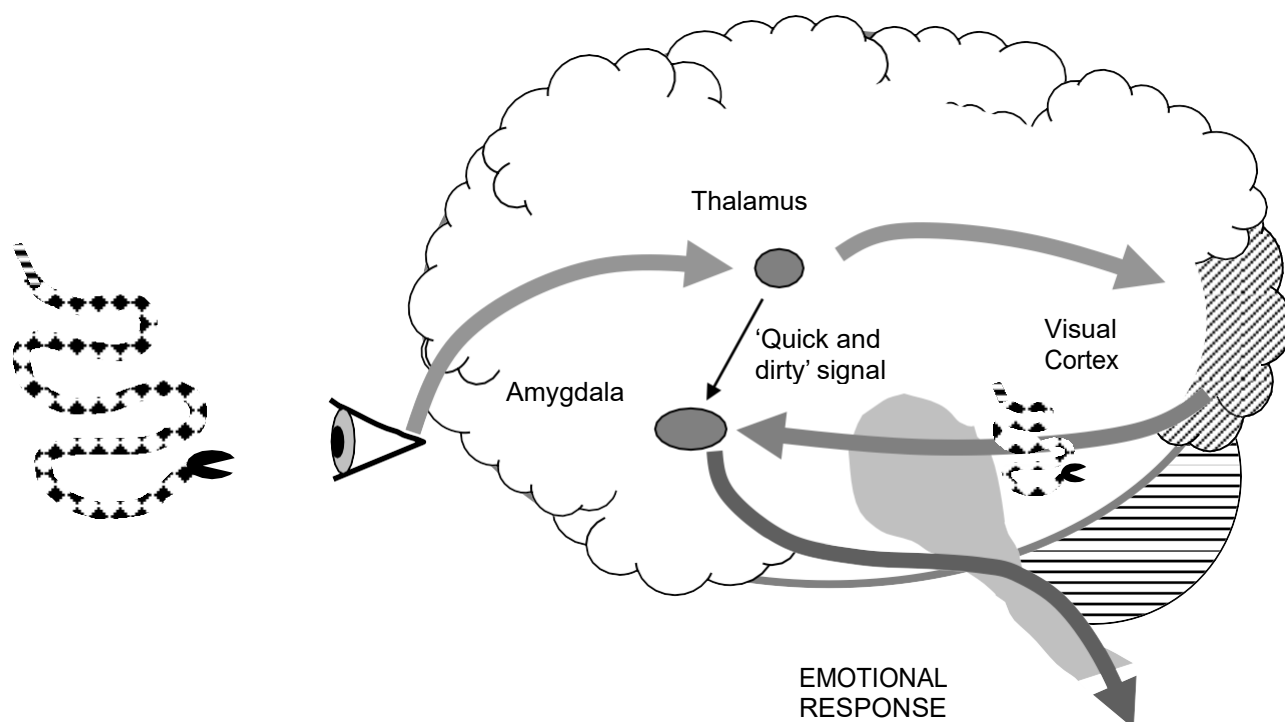 Thalamus
‘Quick and
dirty’ signal
Visual
Cortex
Amygdala
EMOTIONAL
RESPONSE